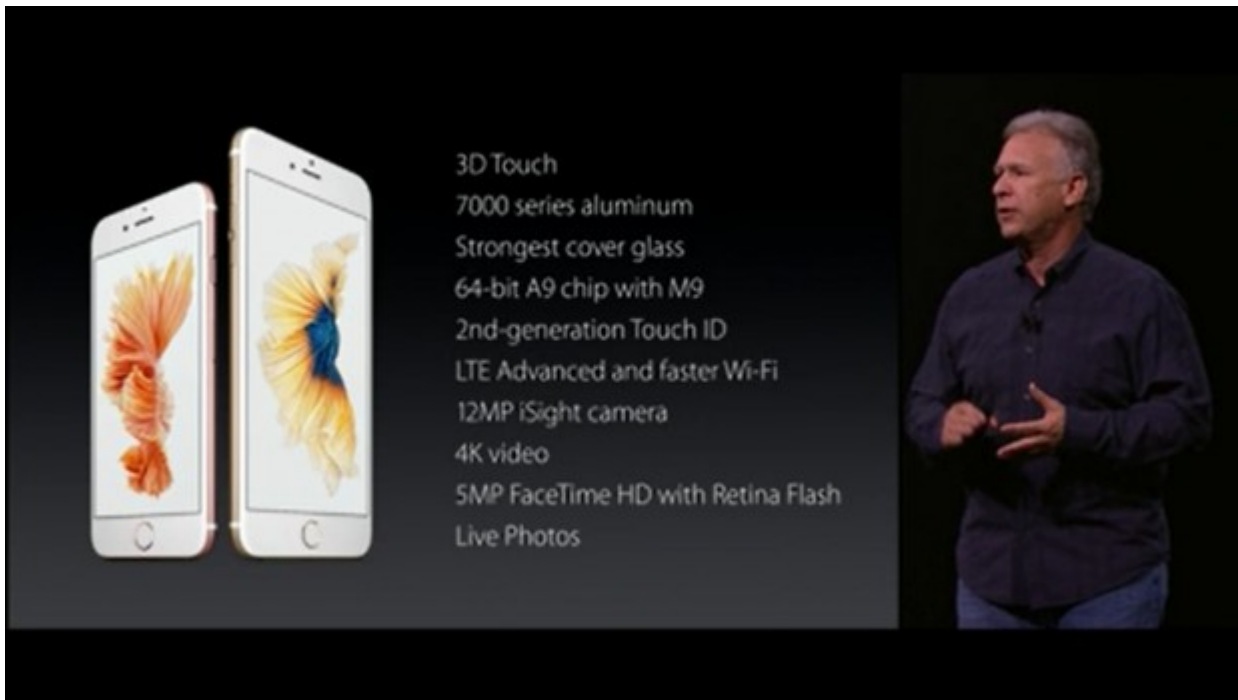 3D Touch
7000 series aluminum
Strongest cover glass
64-bit A9 chip with M9
2nd-generation Touch ID
LTE Advanced and faster Wi-Fi
12MP iSight camera
4K video
5MP FaceTime HD with Retina Flash
Live Photos